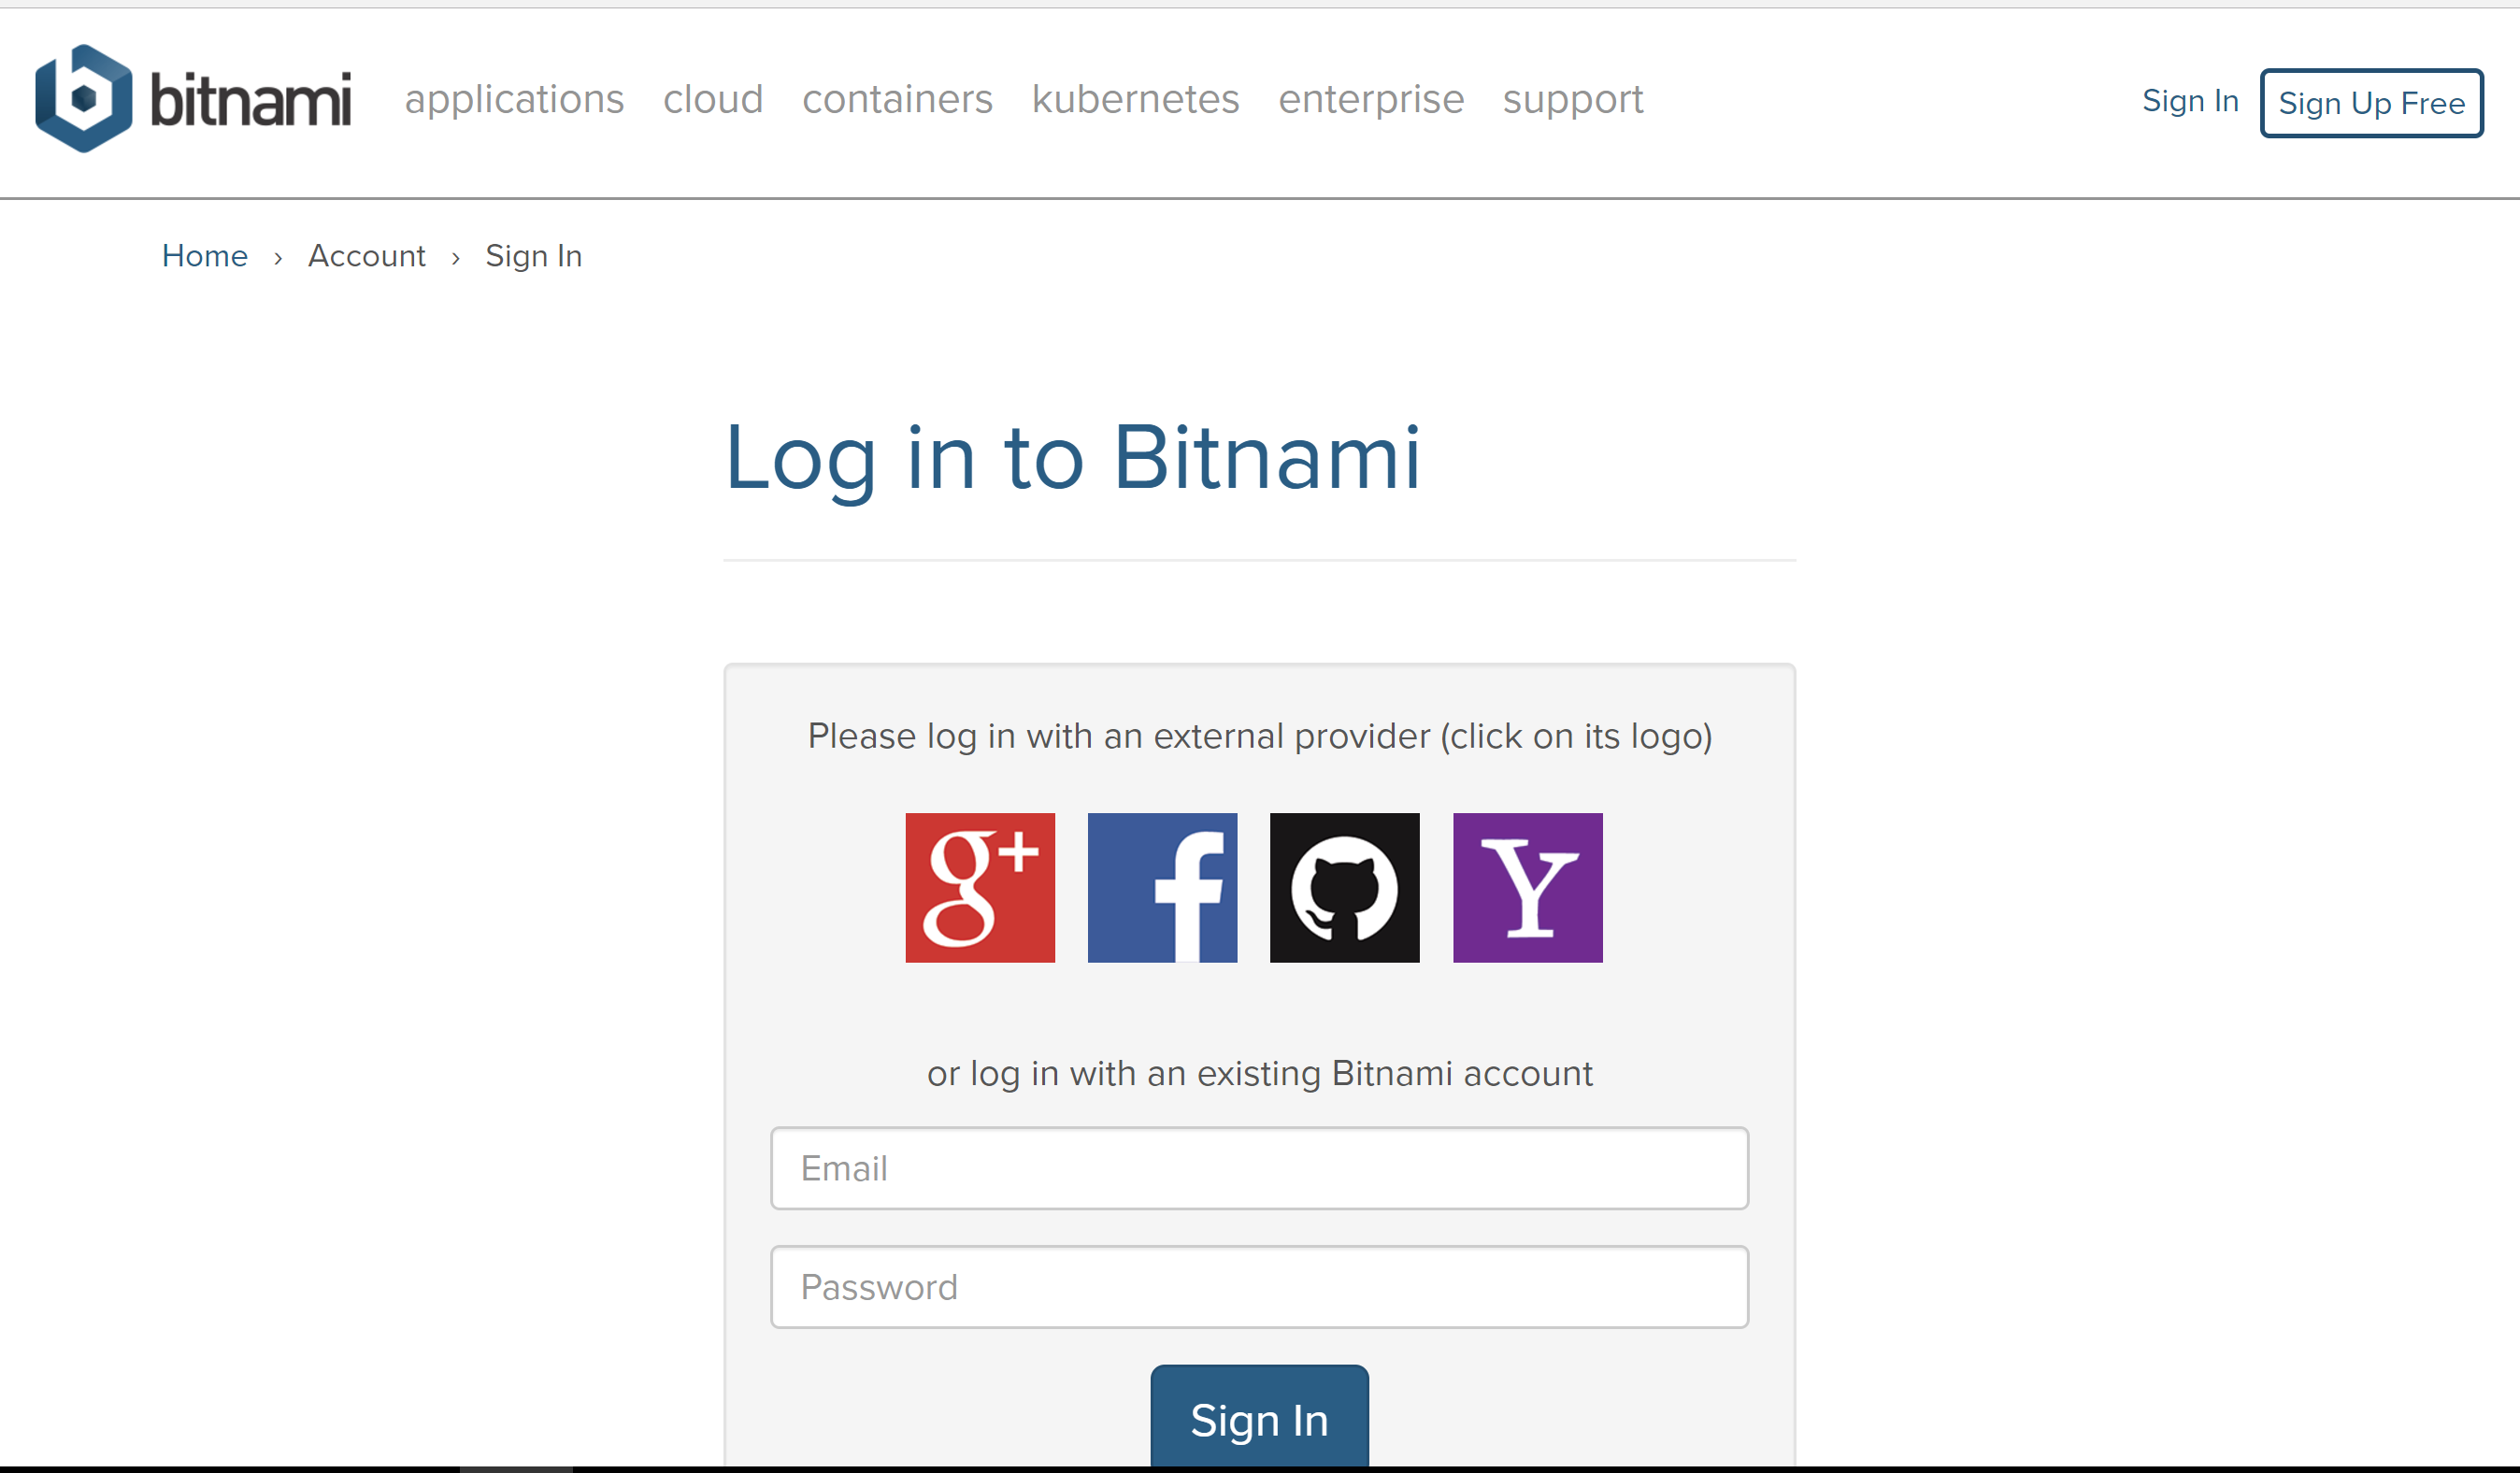 bitnami applications cloud containers kubernetes enterprise support Sign In Sign Up Free
Home › Account › Sign In
Log in to Bitnami
Please log in with an external provider (click on its logo)
g+ f Y
or log in with an existing Bitnami account
Email
Password
Sign In